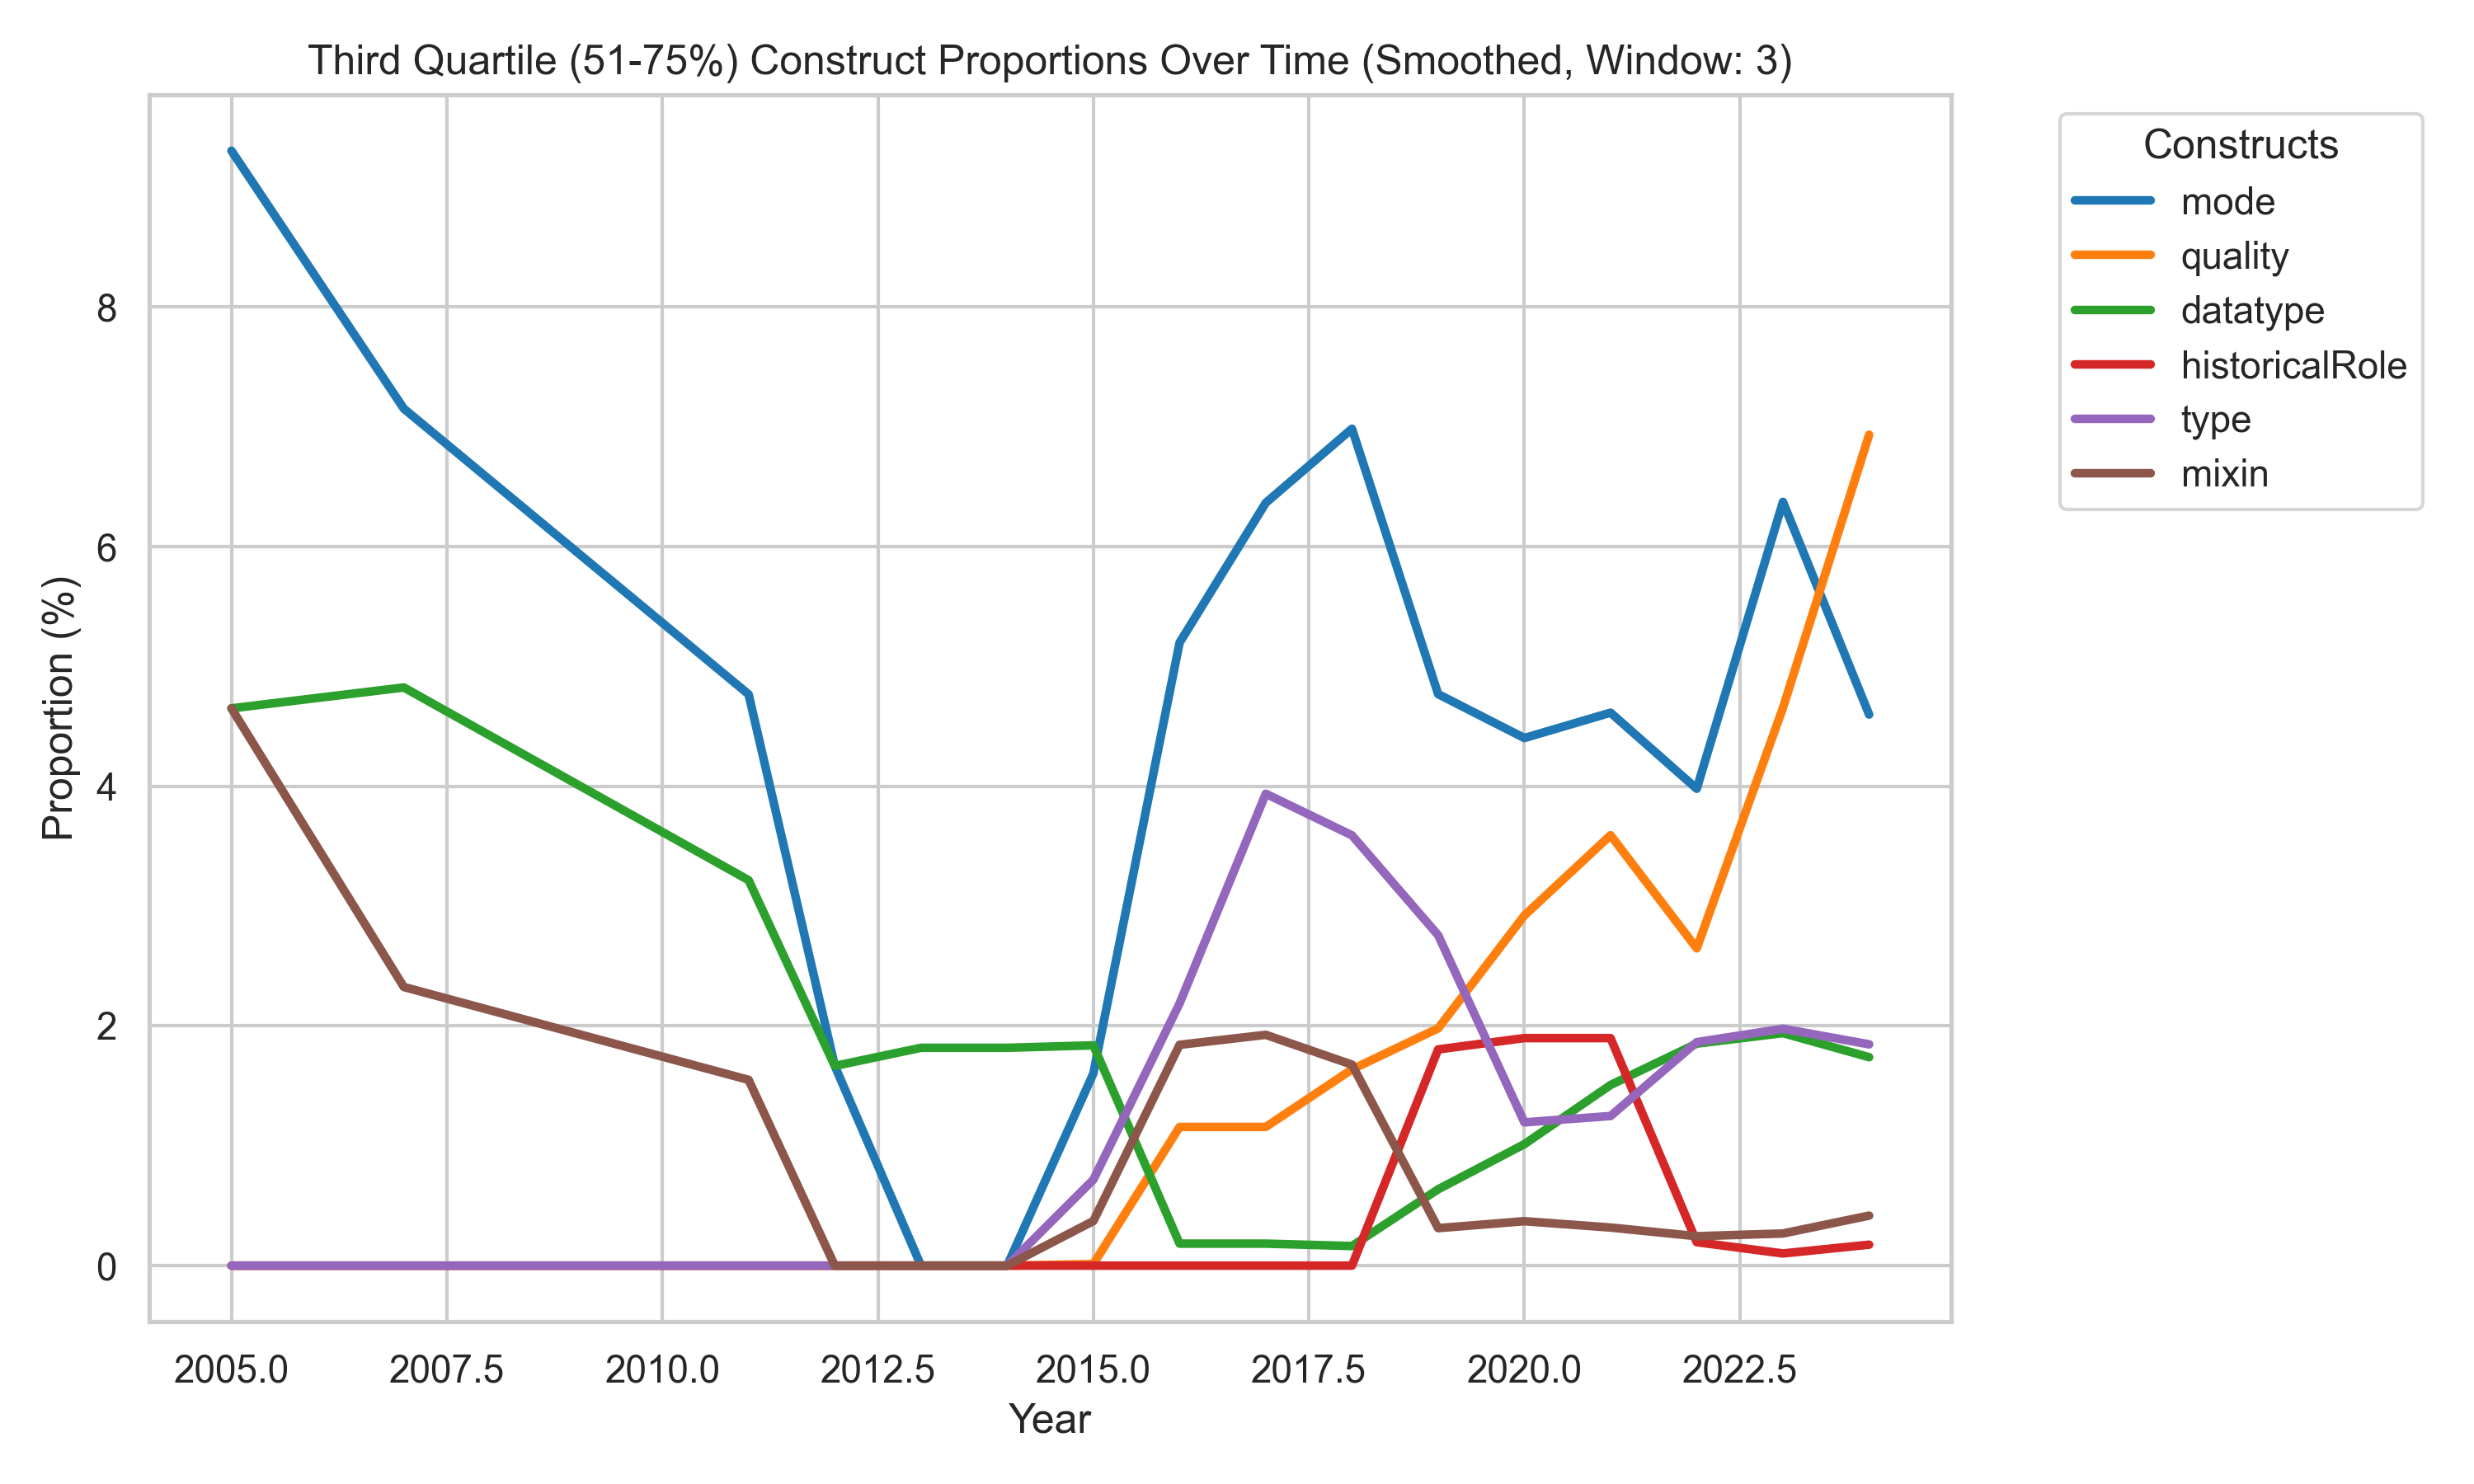 Third Quartile (51-75%) Construct Proportions Over Time (Smoothed, Window: 3)
Proportion (%)
8
6
4
2
0
2005.0 2007.5 2010.0 2012.5 2015.0 2017.5 2020.0 2022.5
Year
Constructs
mode
quality
datatype
historicalRole
type
mixin